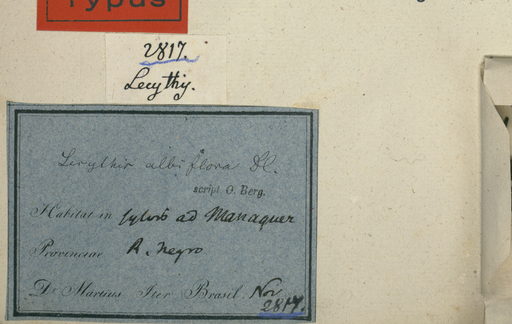 Typus
2817.
Lecythis.
Lecythis albiflora DC.
script. O. Berg.
Habitat in sylvis ad Manaquer
Provinciae R. negro
Dr Martius Iter Brasil. Nov
2817.